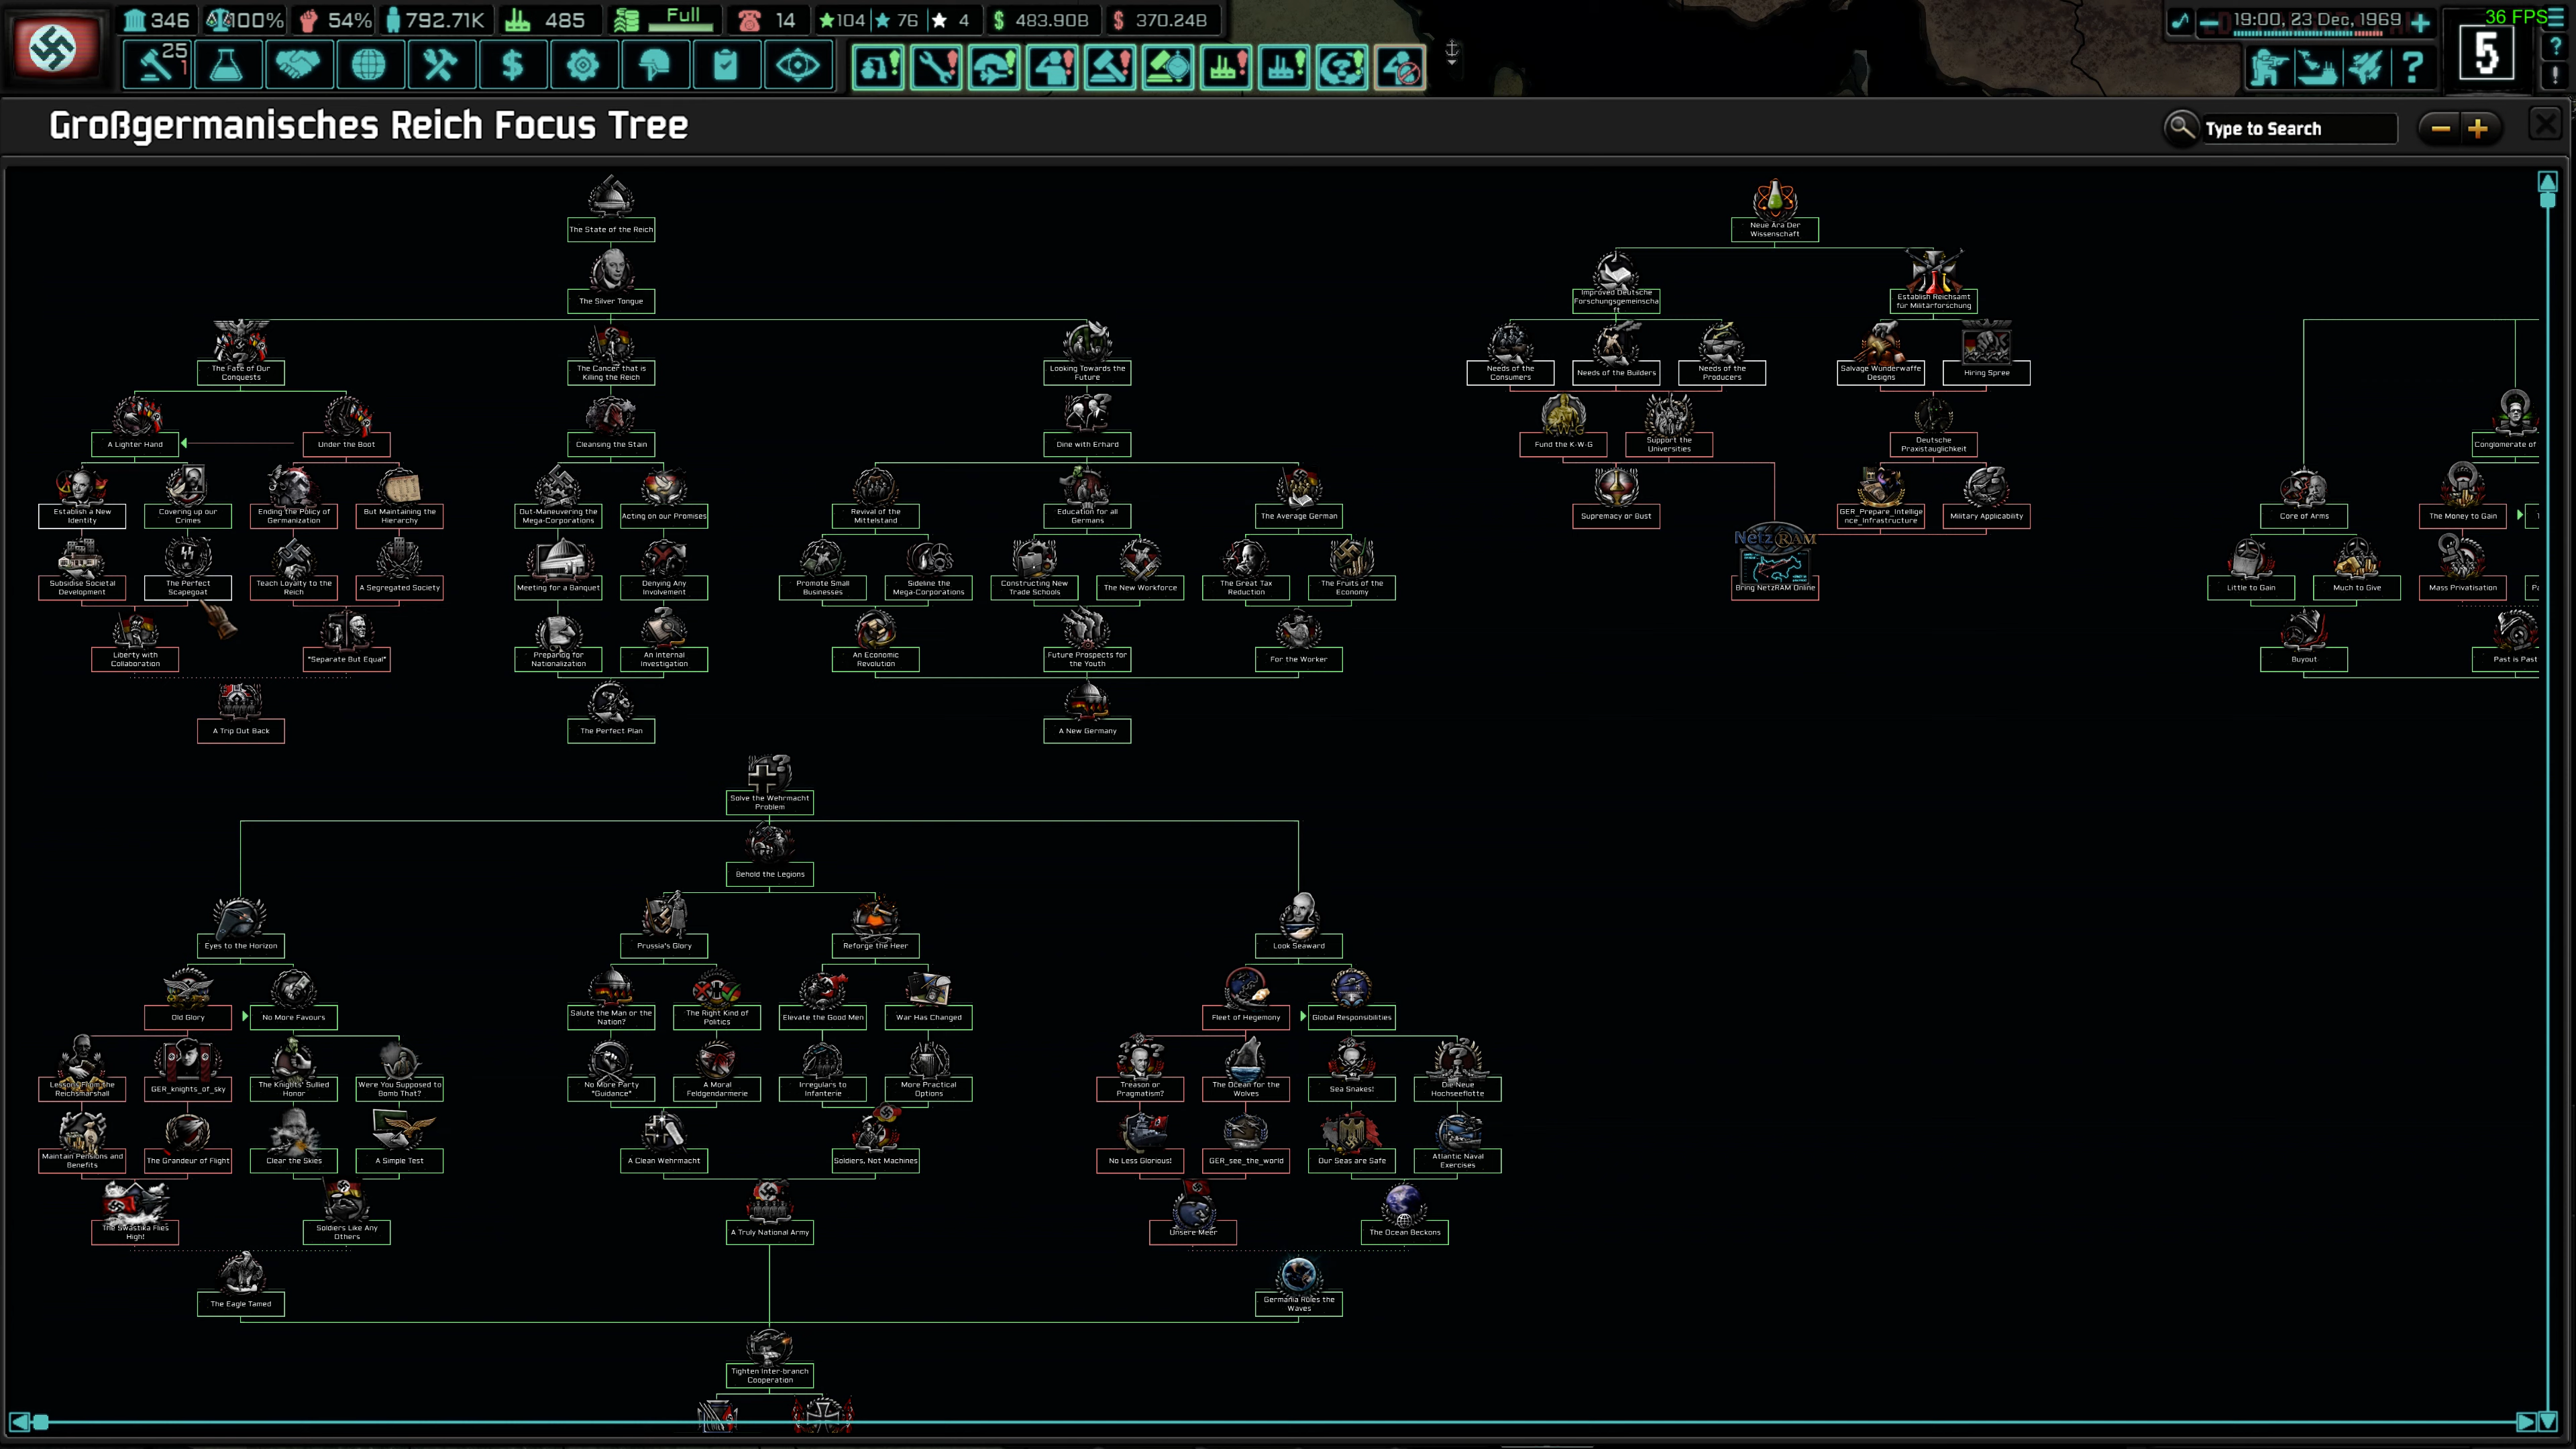 346
100%
54%
792.71K
485
Full
14
104
76
4
$ 483.90B
$ 370.24B
19:00, 23 Dec, 1969
36 FPS
5
25
1
Großgermanisches Reich Focus Tree
Type to Search
The State of the Reich
Neue Ära Der
Wissenschaft
The Silver Tongue
Improved Deutsche
Forschungsgemeinscha
ft
Establish Reichsamt
für Militärforschung
The Fate of Our
Conquests
The Cancer that is
Killing the Reich
Looking Towards the
Future
Needs of the
Consumers
Needs of the Builders
Needs of the
Producers
Salvage Wunderwaffe
Designs
Hiring Spree
A Lighter Hand
Under the Boot
Cleansing the Stain
Dine with Erhard
Fund the K-W-G
Support the
Universities
Deutsche
Praxistauglichkeit
Conglomerate of
Establish a New
Identity
Covering up our
Crimes
Ending the Policy of
Germanization
But Maintaining the
Hierarchy
Out-Maneuvering the
Mega-Corporations
Acting on our Promises
Revival of the
Mittelstand
Education for all
Germans
The Average German
Supremacy or Bust
GER_Prepare_Intellige
nce_Infrastructure
Military Applicability
Core of Arms
The Money to Gain
Subsidise Societal
Development
The Perfect
Scapegoat
Teach Loyalty to the
Reich
A Segregated Society
Meeting for a Banquet
Denying Any
Involvement
Promote Small
Businesses
Sideline the
Mega-Corporations
Constructing New
Trade Schools
The New Workforce
The Great Tax
Reduction
The Fruits of the
Economy
NetzRAM
Bring NetzRAM Online
Little to Gain
Much to Give
Mass Privatisation
Liberty with
Collaboration
"Separate But Equal"
Preparing for
Nationalization
An Internal
Investigation
An Economic
Revolution
Future Prospects for
the Youth
For the Worker
Buyout
Past is Past
A Trip Out Back
The Perfect Plan
A New Germany
Solve the Wehrmacht
Problem
Behold the Legions
Eyes to the Horizon
Prussia's Glory
Reforge the Heer
Look Seaward
Old Glory
No More Favours
Salute the Man or the
Nation?
The Right Kind of
Politics
Elevate the Good Men
War Has Changed
Fleet of Hegemony
Global Responsibilities
Lessons From the
Reichsmarshall
GER_knights_of_sky
The Knights' Sullied
Honor
Were You Supposed to
Bomb That?
No More Party
"Guidance"
A Moral
Feldgendarmerie
Irregulars to
Infanterie
More Practical
Options
Treason or
Pragmatism?
The Ocean for the
Wolves
Sea Snakes!
Die Neue
Hochseeflotte
Maintain Pensions and
Benefits
The Grandeur of Flight
Clear the Skies
A Simple Test
A Clean Wehrmacht
Soldiers, Not Machines
No Less Glorious!
GER_see_the_world
Our Seas are Safe
Atlantic Naval
Exercises
The Swastika Flies
High!
Soldiers Like Any
Others
A Truly National Army
Unsere Meer
The Ocean Beckons
The Eagle Tamed
Germania Rules the
Waves
Tighten Inter-branch
Cooperation